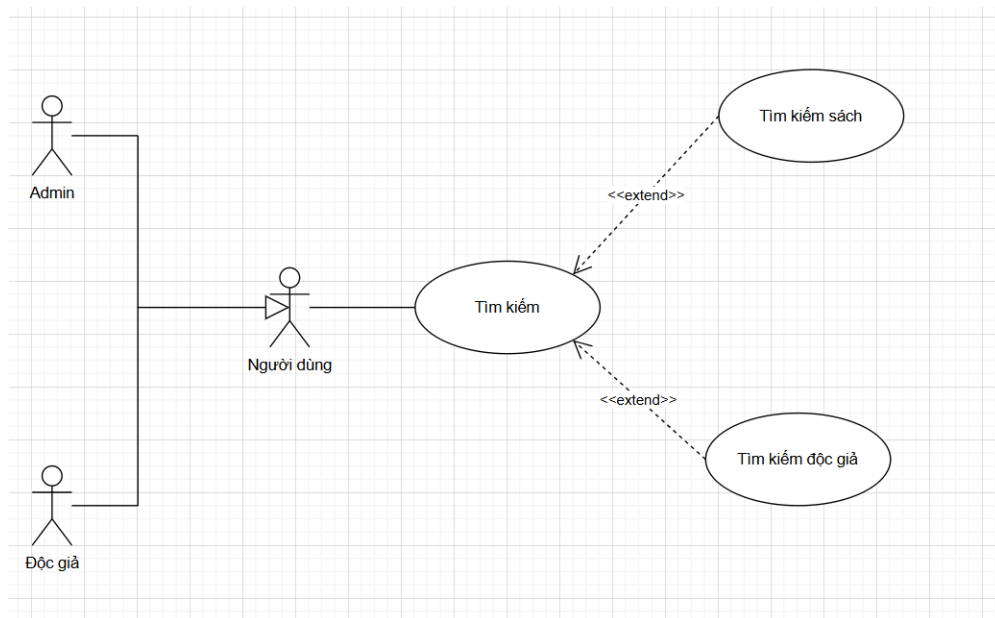 Tìm kiếm sách
Admin
<<extend>>
Tìm kiếm
Người dùng
<<extend>>
Tìm kiếm độc giả
Độc giả